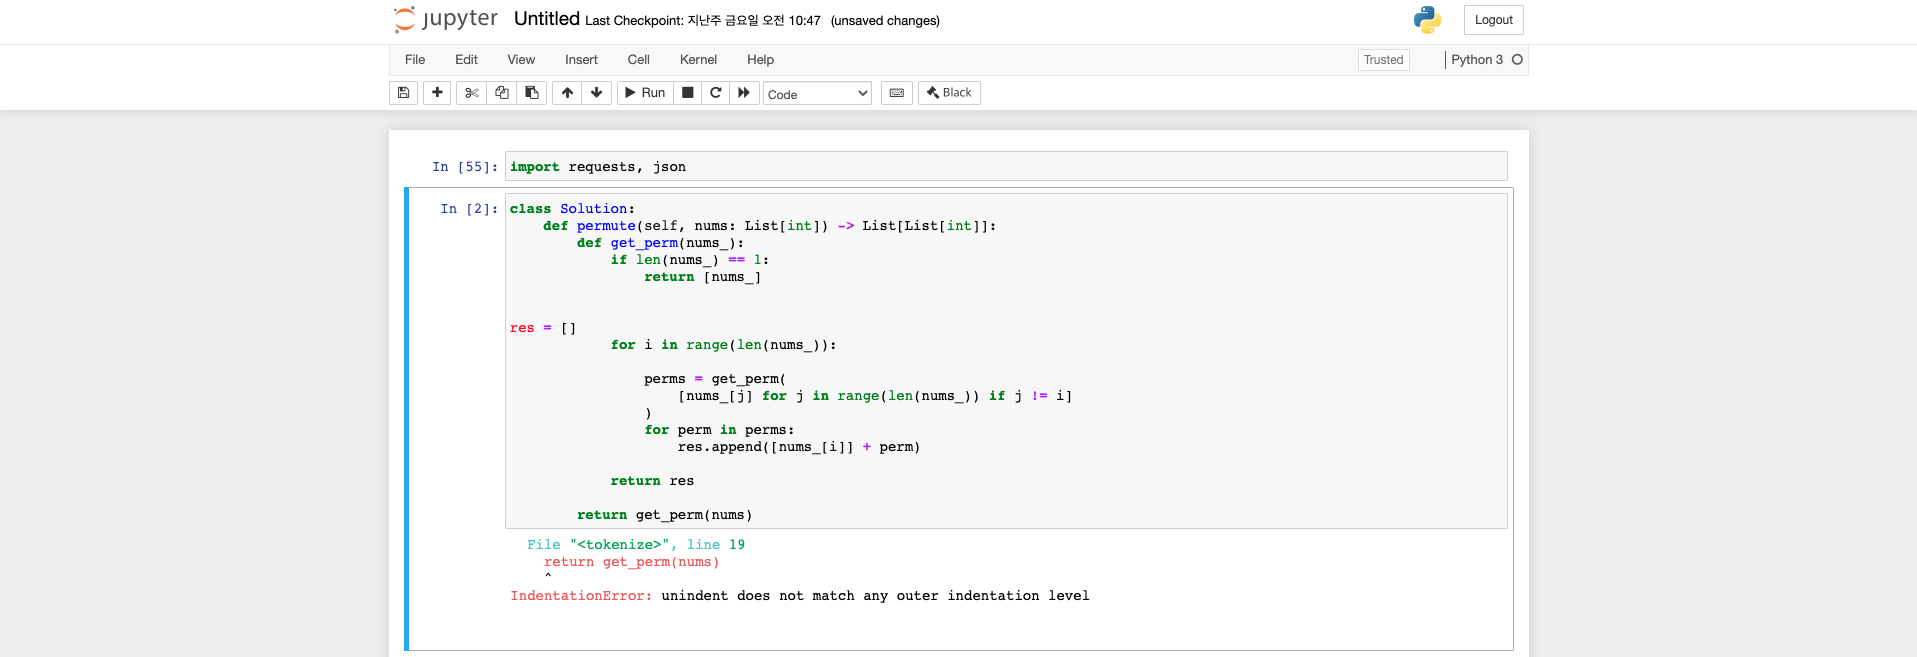 jupyter Untitled Last Checkpoint: 지난주 금요일 오전 10:47 (unsaved changes) Logout
File Edit View Insert Cell Kernel Help Trusted Python 3
Run Code Black
In [55]: import requests, json
In [2]: class Solution:
    def permute(self, nums: List[int]) -> List[List[int]]:
        def get_perm(nums_):
            if len(nums_) == 1:
                return [nums_]
res = []
            for i in range(len(nums_)):
                perms = get_perm(
                    [nums_[j] for j in range(len(nums_)) if j != i]
                )
                for perm in perms:
                    res.append([nums_[i]] + perm)
            return res
        return get_perm(nums)
  File "<tokenize>", line 19
    return get_perm(nums)
    ^
IndentationError: unindent does not match any outer indentation level